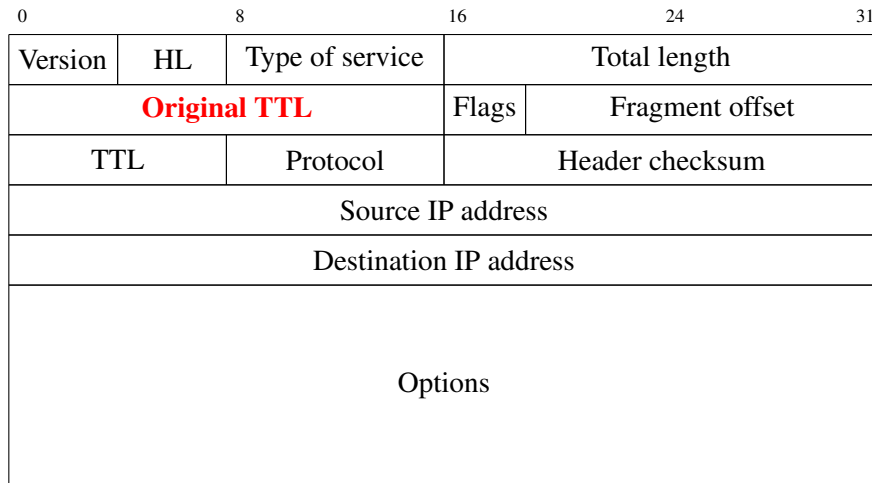 0 8 16 24 31
Version HL Type of service Total length
Original TTL Flags Fragment offset
TTL Protocol Header checksum
Source IP address
Destination IP address
Options